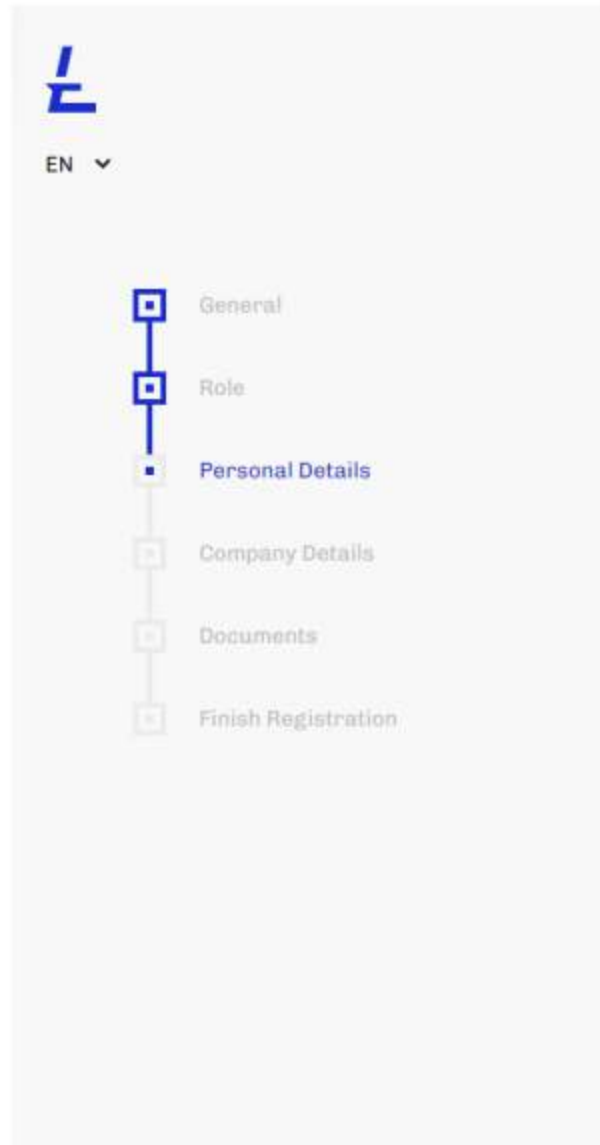 EN
General
Role
Personal Details
Company Details
Documents
Finish Registration